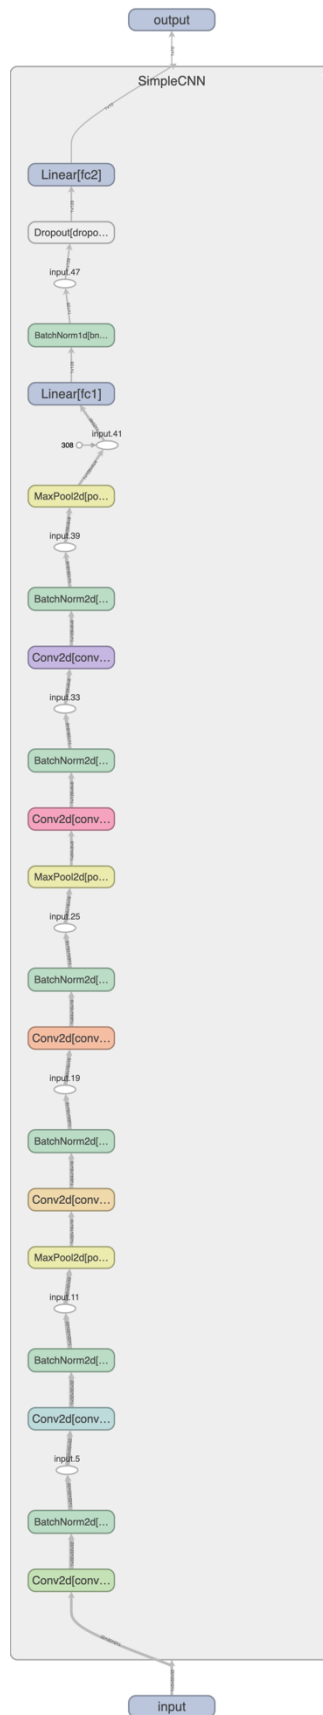 output
SimpleCNN
Linear[fc2]
Dropout[dropo...
input.47
BatchNorm1d[bn...
Linear[fc1]
input.41
308
MaxPool2d[po...
input.39
BatchNorm2d[...
Conv2d[conv...
input.33
BatchNorm2d[...
Conv2d[conv...
MaxPool2d[po...
input.25
BatchNorm2d[...
Conv2d[conv...
input.19
BatchNorm2d[...
Conv2d[conv...
MaxPool2d[po...
input.11
BatchNorm2d[...
Conv2d[conv...
input.5
BatchNorm2d[...
Conv2d[conv...
input